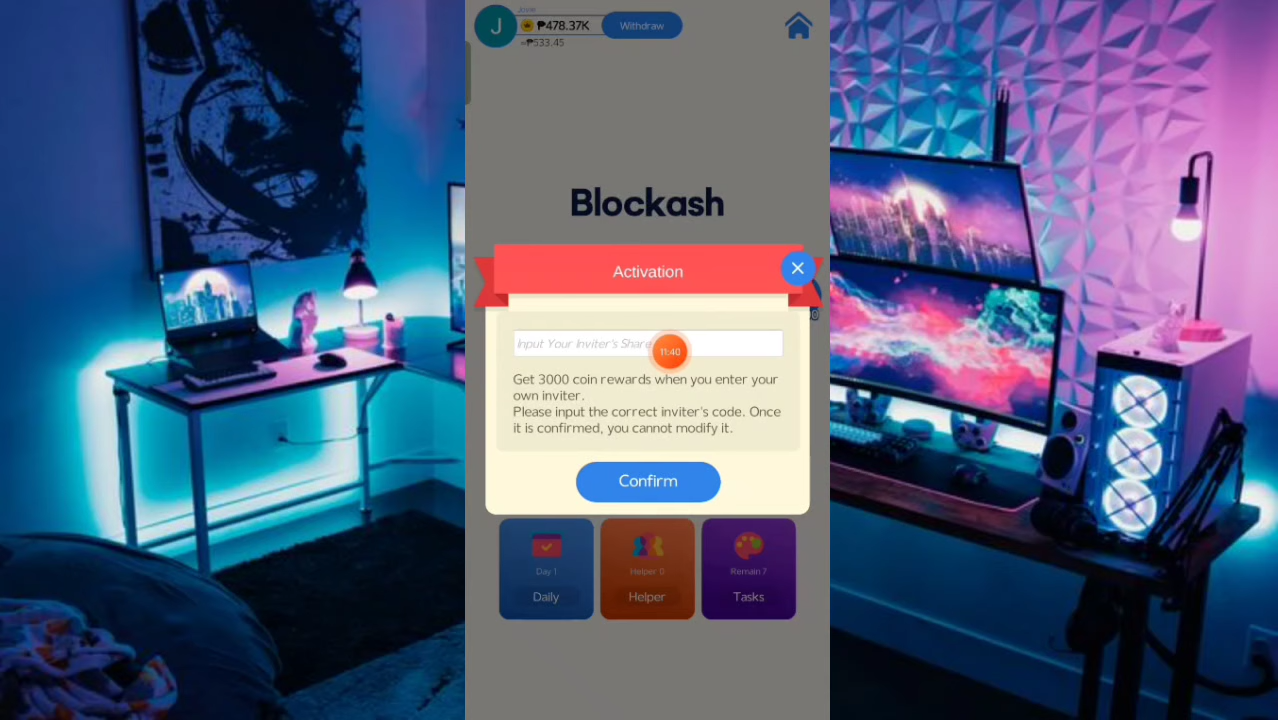 Jovie
J
₱478.37K
Withdraw
≈₱533.45
Blockash
Activation
Input Your Inviter's Share
11:40
Get 3000 coin rewards when you enter your
own inviter.
Please input the correct inviter's code. Once
it is confirmed, you cannot modify it.
Confirm
Day 1
Helper 0
Remain 7
Daily
Helper
Tasks